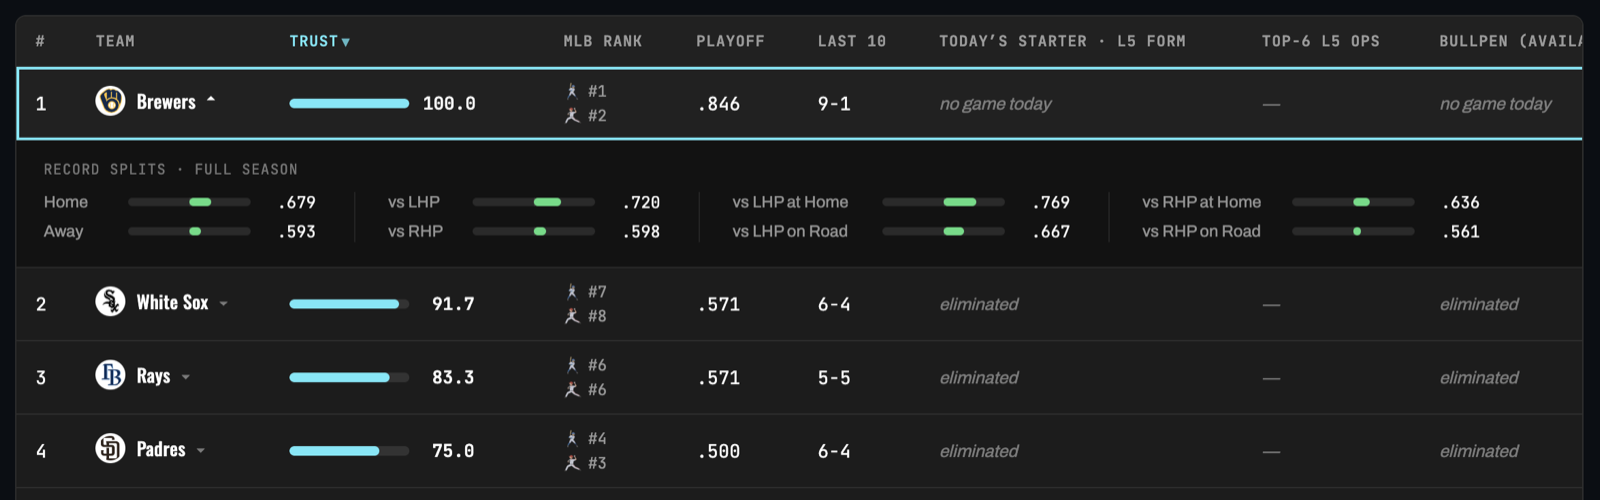 # TEAM TRUST▼ MLB RANK PLAYOFF LAST 10 TODAY'S STARTER · L5 FORM TOP-6 L5 OPS BULLPEN (AVAILA
1 Brewers 100.0 #1 .846 9-1 no game today — no game today
#2
RECORD SPLITS · FULL SEASON
Home .679 vs LHP .720 vs LHP at Home .769 vs RHP at Home .636
Away .593 vs RHP .598 vs LHP on Road .667 vs RHP on Road .561
2 White Sox 91.7 #7 .571 6-4 eliminated — eliminated
#8
3 Rays 83.3 #6 .571 5-5 eliminated — eliminated
#6
4 Padres 75.0 #4 .500 6-4 eliminated — eliminated
#3